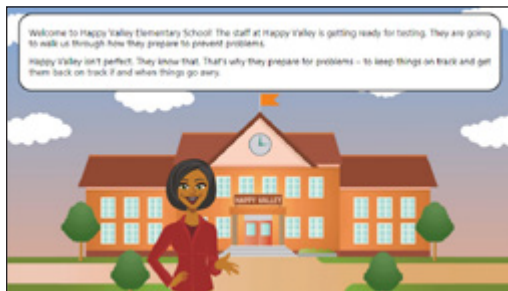 Welcome to Happy Valley Elementary School! The staff at Happy Valley is getting ready for testing. They are going
to walk us through how they prepare to prevent problems.
Happy Valley isn't perfect. They know that. That's why they prepare for problems – to keep things on track and get
them back on track if and when things go awry.
HAPPY VALLEY